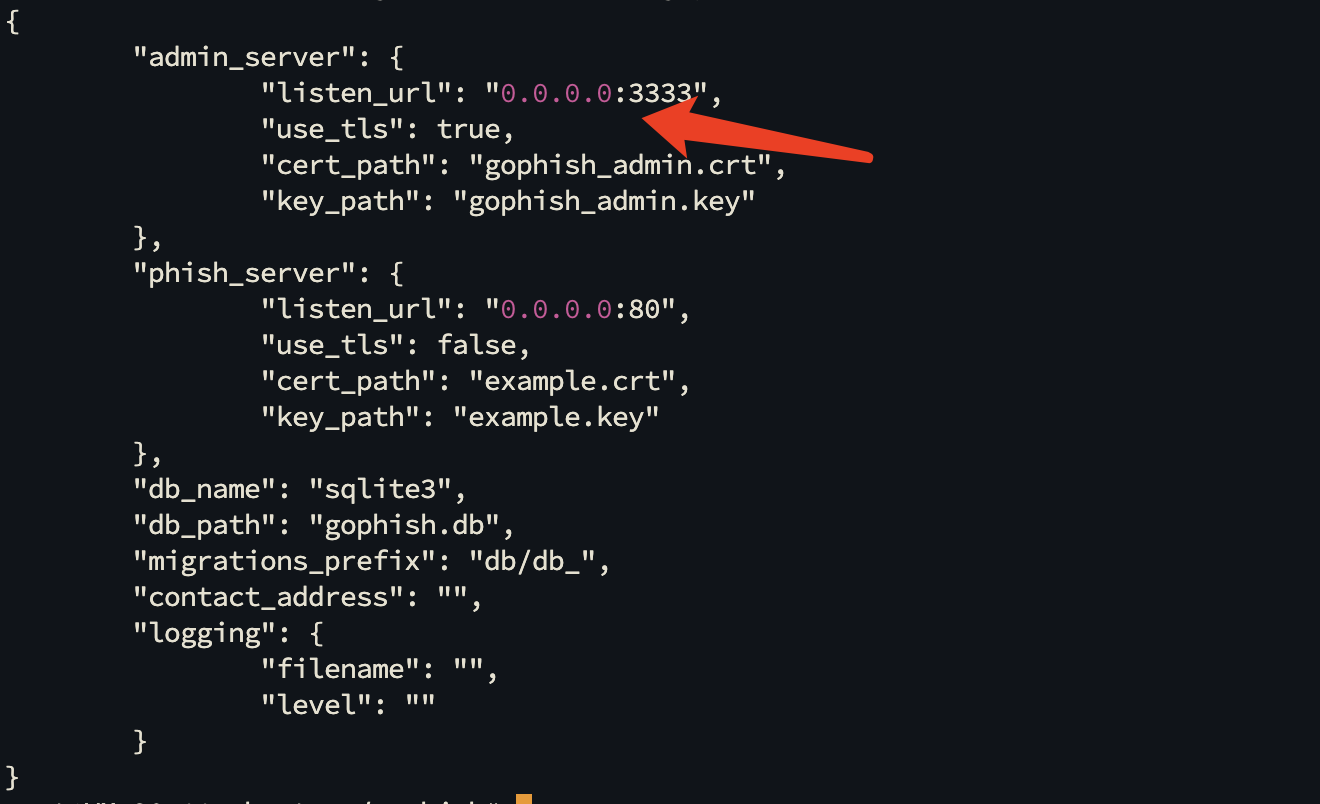 {
"admin_server": {
"listen_url": "0.0.0.0:3333",
"use_tls": true,
"cert_path": "gophish_admin.crt",
"key_path": "gophish_admin.key"
},
"phish_server": {
"listen_url": "0.0.0.0:80",
"use_tls": false,
"cert_path": "example.crt",
"key_path": "example.key"
},
"db_name": "sqlite3",
"db_path": "gophish.db",
"migrations_prefix": "db/db_",
"contact_address": "",
"logging": {
"filename": "",
"level": ""
}
}